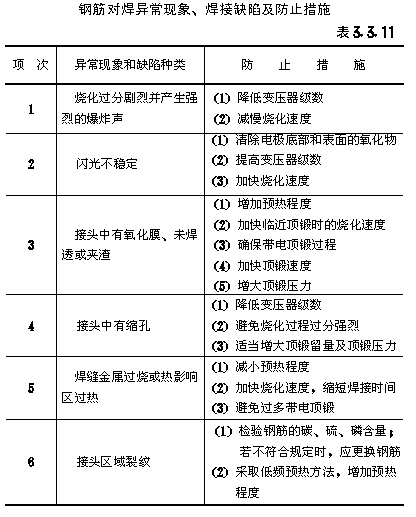 钢筋对焊异常现象、焊接缺陷及防止措施
表3.3.11
项 次 异常现象和缺陷种类 防 止 措 施
1 烧化过分剧烈并产生强
烈的爆炸声
(1) 降低变压器级数
(2) 减慢烧化速度
2 闪光不稳定
(1) 清除电极底部和表面的氧化物
(2) 提高变压器级数
(3) 加快烧化速度
3 接头中有氧化膜、未焊
透或夹渣
(1) 增加预热程度
(2) 加快临近顶锻时的烧化速度
(3) 确保带电顶锻过程
(4) 加快顶锻速度
(5) 增大顶锻压力
4 接头中有缩孔
(1) 降低变压器级数
(2) 避免烧化过程过分强烈
(3) 适当增大顶锻留量及顶锻压力
5 焊缝金属过烧或热影响
区过热
(1) 减小预热程度
(2) 加快烧化速度，缩短焊接时间
(3) 避免过多带电顶锻
6 接头区域裂纹
(1) 检验钢筋的碳、硫、磷含量；
若不符合规定时，应更换钢筋
(2) 采取低频预热方法，增加预热
程度